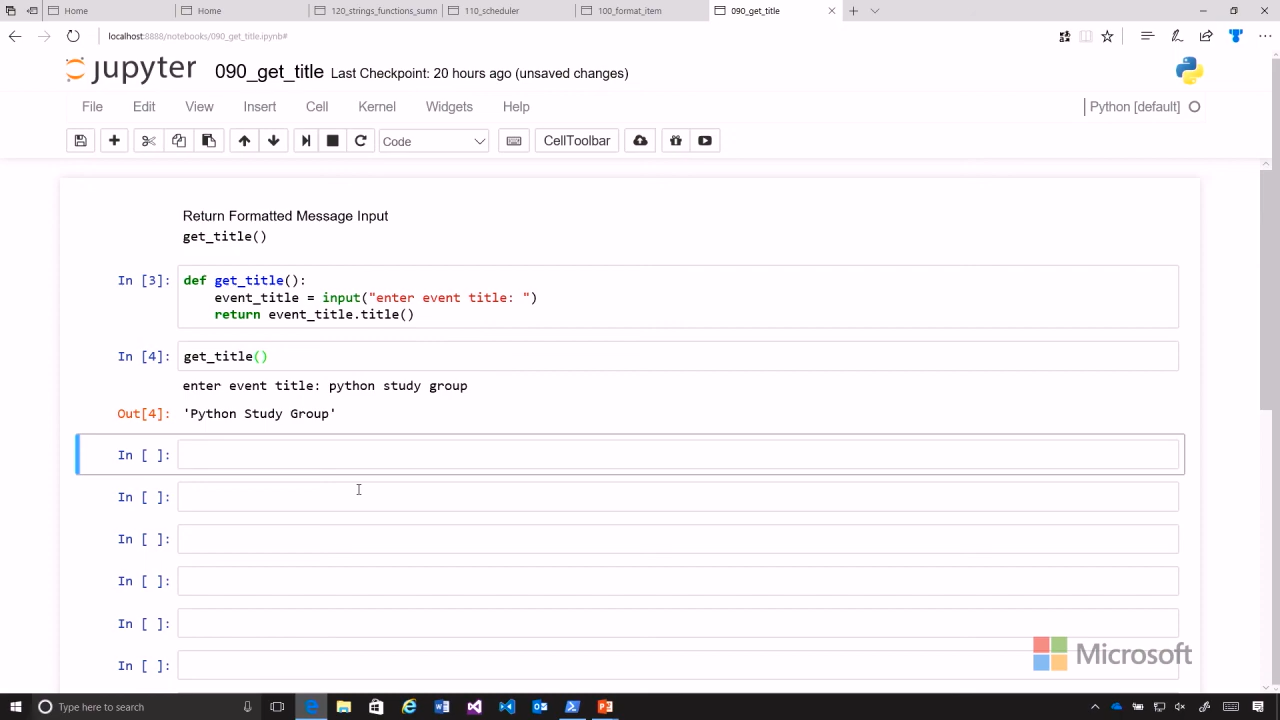 Home
Home
120_strings_functions_sumn
110_scheduler
100_format_item
090_get_title
localhost:8888/notebooks/090_get_title.ipynb#
jupyter 090_get_title Last Checkpoint: 20 hours ago (unsaved changes)
File Edit View Insert Cell Kernel Widgets Help Python [default]
Code CellToolbar
Return Formatted Message Input
get_title()
In [3]: def get_title():
event_title = input("enter event title: ")
return event_title.title()
In [4]: get_title()
enter event title: python study group
Out[4]: 'Python Study Group'
In [ ]:
In [ ]:
In [ ]:
In [ ]:
In [ ]:
In [ ]:
Microsoft
Type here to search